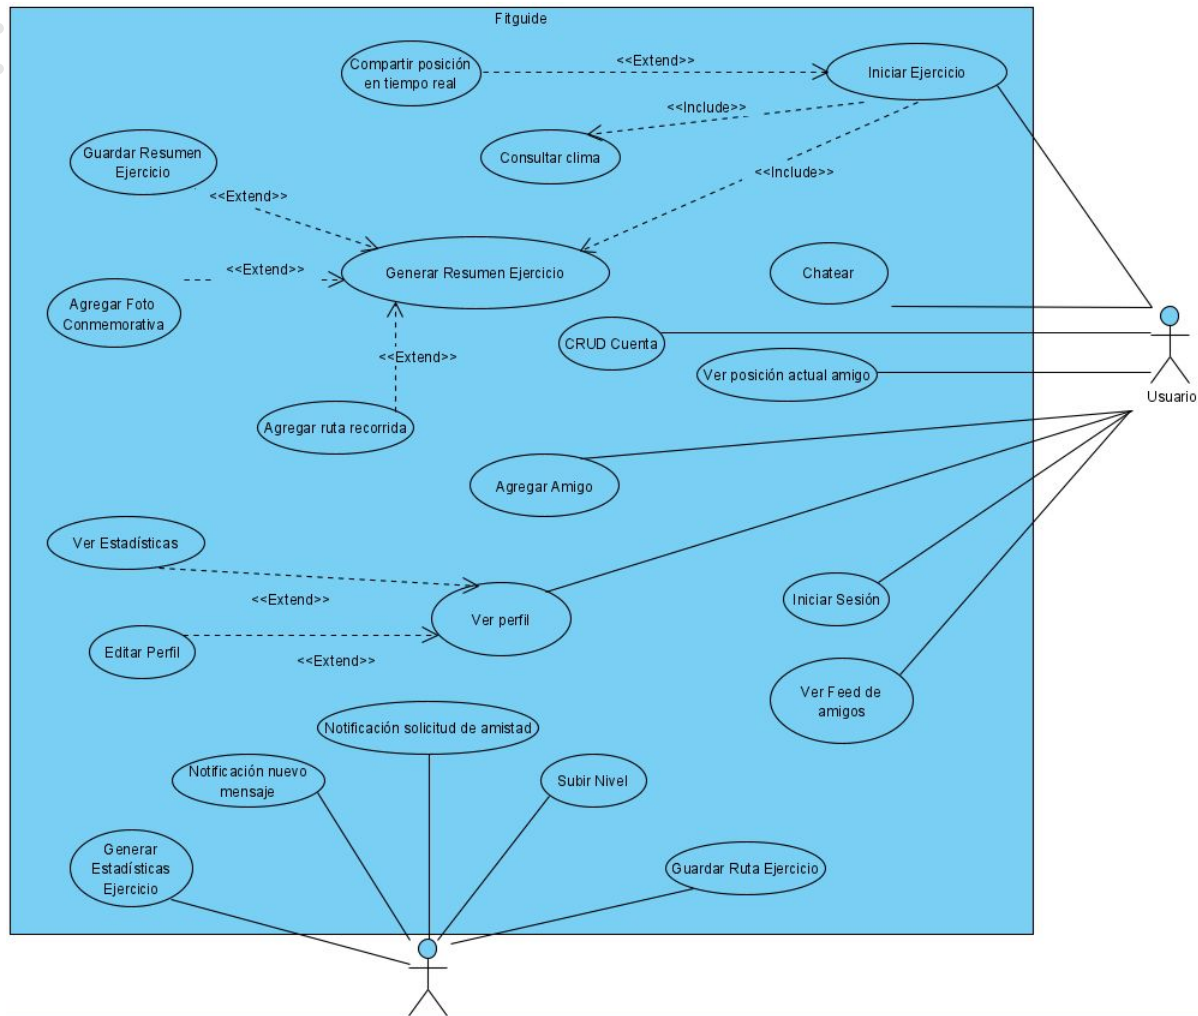 Fitguide
Compartir posición
en tiempo real
<<Extend>>
Iniciar Ejercicio
<<Include>>
Guardar Resumen
Ejercicio
Consultar clima
<<Include>>
<<Extend>>
<<Extend>>
Generar Resumen Ejercicio
Chatear
Agregar Foto
Conmemorativa
CRUD Cuenta
<<Extend>>
Ver posición actual amigo
Usuario
Agregar ruta recorrida
Agregar Amigo
Ver Estadísticas
<<Extend>>
Iniciar Sesión
Ver perfil
Editar Perfil
<<Extend>>
Ver Feed de
amigos
Notificación solicitud de amistad
Notificación nuevo
mensaje
Subir Nivel
Generar
Estadísticas
Ejercicio
Guardar Ruta Ejercicio